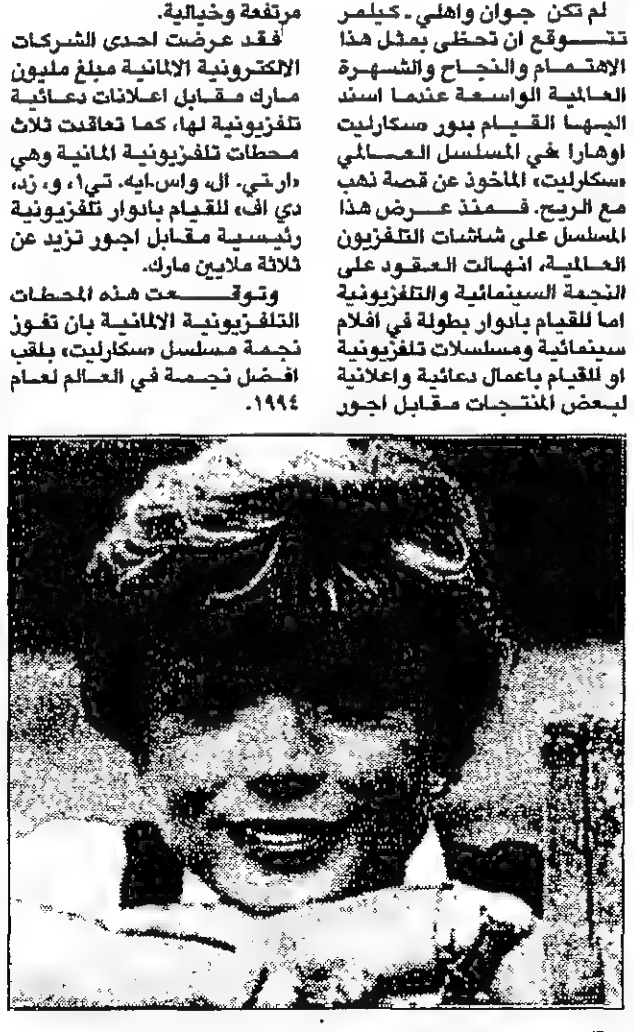 لم تكن جوان واهلي - كيلمر
تتوقع ان تحظى بمثل هذا
الاهتمام والنجاح والشهرة
العالمية الواسعة عندما اسند
اليها القيام بدور سكارليت
اوهارا في المسلسل العالمي
«سكارليت» الماخوذ عن قصة ذهب
مع الريح. فمنذ عرض هذا
المسلسل على شاشات التلفزيون
العالمية، انهالت العقود على
النجمة السينمائية والتلفزيونية
اما للقيام بادوار بطولة في افلام
سينمائية ومسلسلات تلفزيونية
او للقيام باعمال دعائية واعلانية
لبعض المنتجات مقابل اجور
مرتفعة وخيالية.
فقد عرضت احدى الشركات
الالكترونية الالمانية مبلغ مليون
مارك مقابل اعلانات دعائية
تلفزيونية لها، كما تعاقدت ثلاث
محطات تلفزيونية المانية وهي
«ار.تي. ال، واس.ايه. تي١، و، زد،
دي اف» للقيام بادوار تلفزيونية
رئيسية مقابل اجور تزيد عن
ثلاثة ملايين مارك.
وتوقعت هذه المحطات
التلفزيونية الالمانية بان تفوز
نجمة مسلسل «سكارليت» بلقب
افضل نجمة في العالم لعام
١٩٩٤.